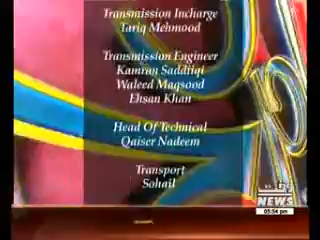 Transmission Incharge
Tariq Mehmood
Transmission Engineer
Kamran Saddiqi
Waleed Maqsood
Ehsan Khan
Head Of Technical
Qaiser Nadeem
Transport
Sohail
NEWS
05:54 pm